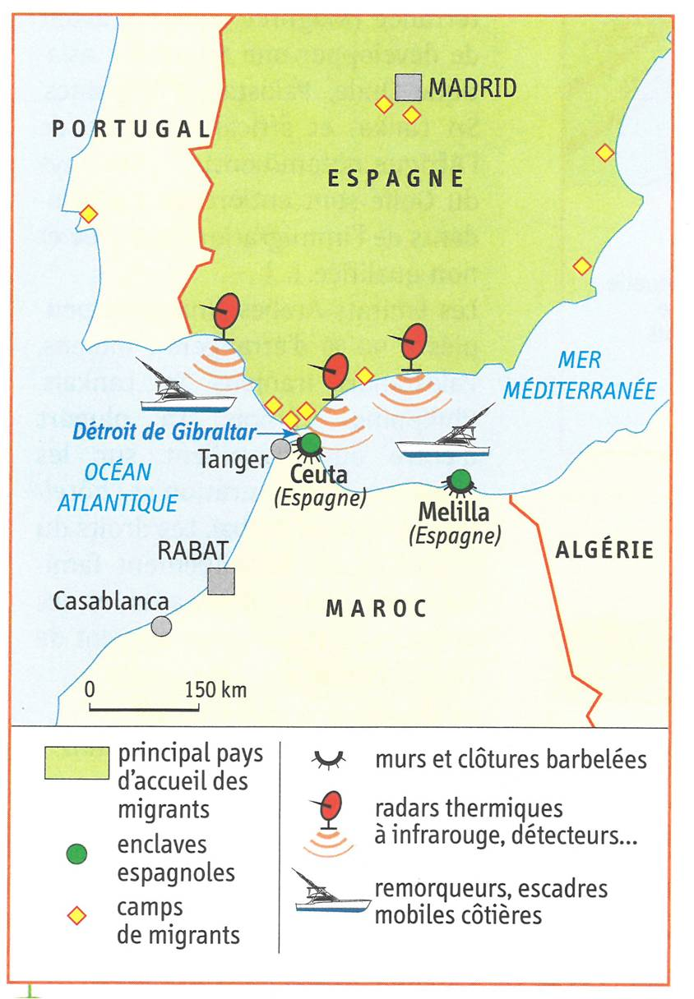 MADRID
PORTUGAL
ESPAGNE
MER
MÉDITERRANÉE
Détroit de Gibraltar
Tanger
Ceuta
(Espagne)
OCÉAN
ATLANTIQUE
Melilla
(Espagne)
RABAT
ALGÉRIE
Casablanca
MAROC
0 150 km
principal pays
d'accueil des
migrants
enclaves
espagnoles
camps
de migrants
murs et clôtures barbelées
radars thermiques
à infrarouge, détecteurs...
remorqueurs, escadres
mobiles côtières